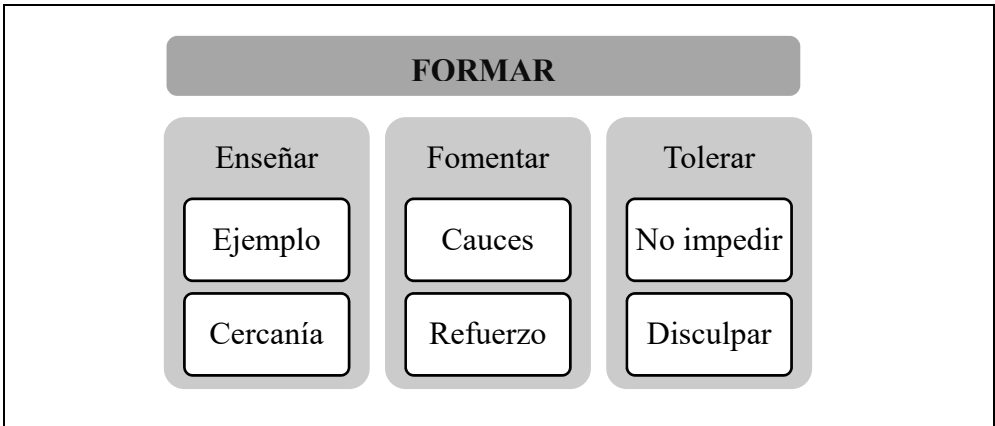 FORMAR
Enseñar
Ejemplo
Cercanía
Fomentar
Cauces
Refuerzo
Tolerar
No impedir
Disculpar